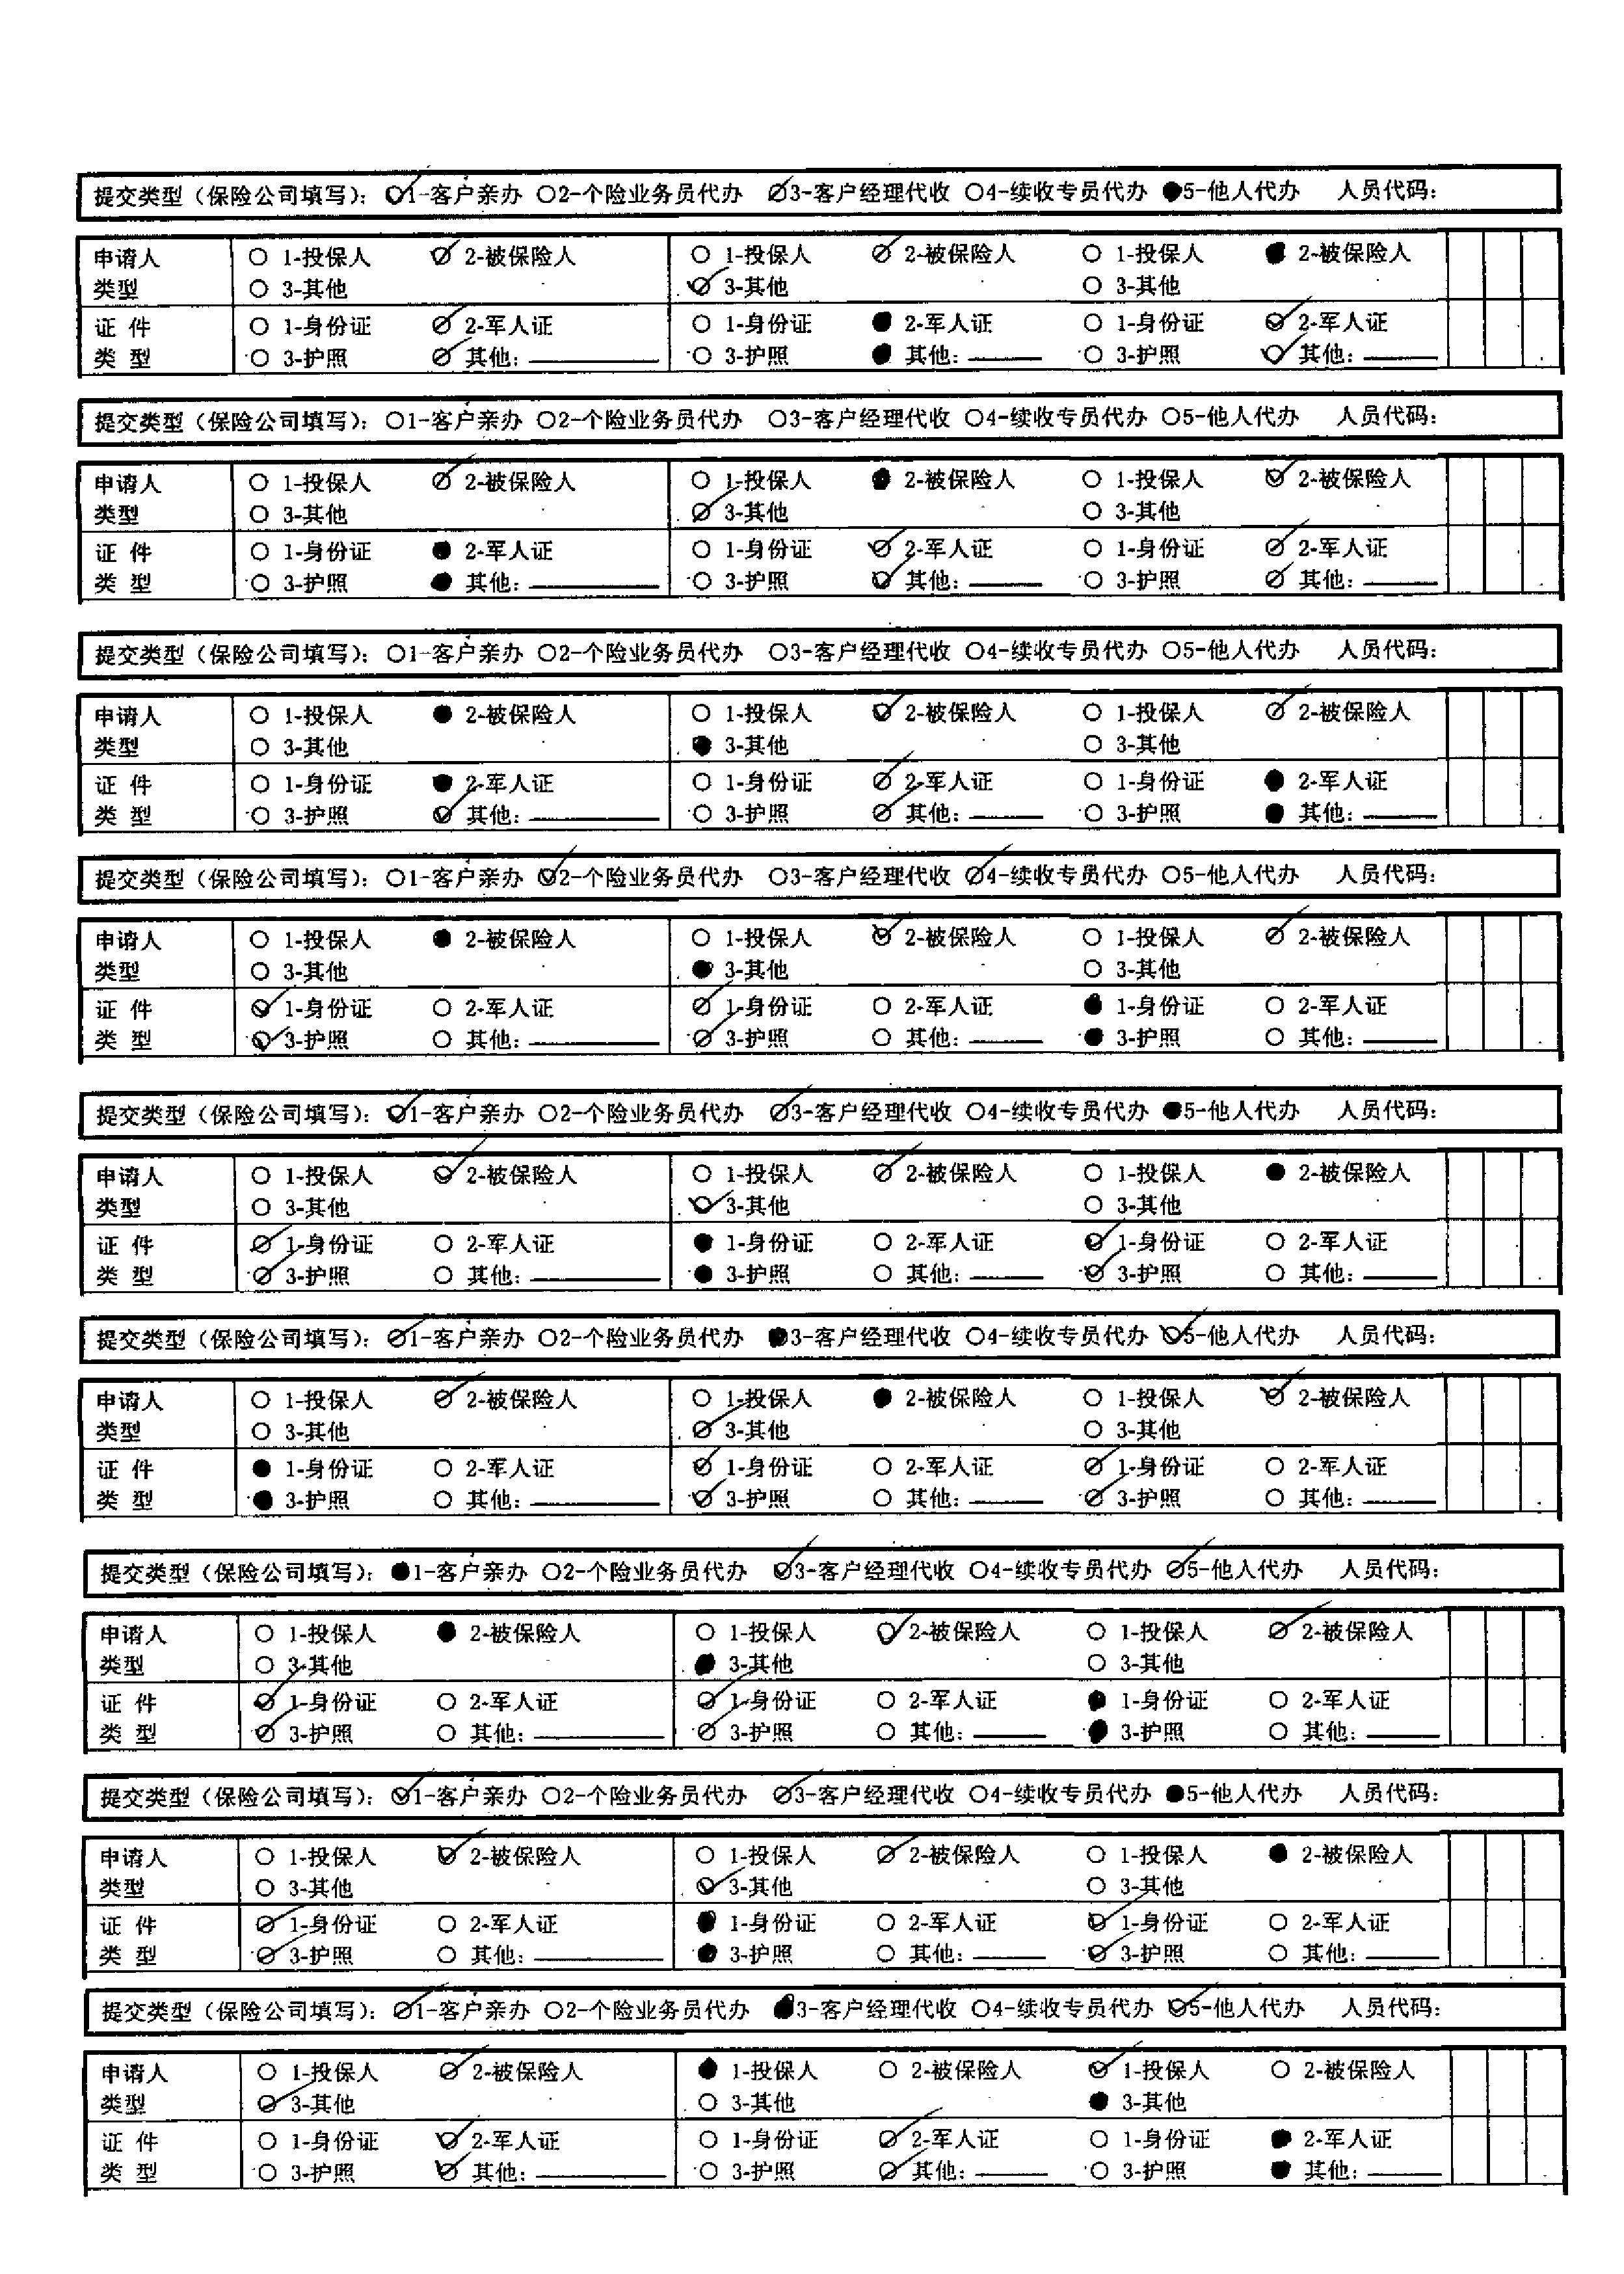 提交类型（保险公司填写）：○1-客户亲办 ○2-个险业务员代办 ○3-客户经理代收 ○4-续收专员代办 ●5-他人代办 人员代码：
申请人 ○ 1-投保人 ○ 2-被保险人 ○ 1-投保人 ○ 2-被保险人 ○ 1-投保人 ● 2-被保险人
类型 ○ 3-其他 ○ 3-其他 ○ 3-其他
证 件 ○ 1-身份证 ○ 2-军人证 ○ 1-身份证 ● 2-军人证 ○ 1-身份证 ○ 2-军人证
类 型 ○ 3-护照 ○ 其他： ○ 3-护照 ● 其他： ○ 3-护照 ○ 其他：
提交类型（保险公司填写）：○1-客户亲办 ○2-个险业务员代办 ○3-客户经理代收 ○4-续收专员代办 ○5-他人代办 人员代码：
申请人 ○ 1-投保人 ○ 2-被保险人 ○ 1-投保人 ● 2-被保险人 ○ 1-投保人 ○ 2-被保险人
类型 ○ 3-其他 ○ 3-其他 ○ 3-其他
证 件 ○ 1-身份证 ● 2-军人证 ○ 1-身份证 ○ 2-军人证 ○ 1-身份证 ○ 2-军人证
类 型 ○ 3-护照 ● 其他： ○ 3-护照 ○ 其他： ○ 3-护照 ○ 其他：
提交类型（保险公司填写）：○1-客户亲办 ○2-个险业务员代办 ○3-客户经理代收 ○4-续收专员代办 ○5-他人代办 人员代码：
申请人 ○ 1-投保人 ● 2-被保险人 ○ 1-投保人 ○ 2-被保险人 ○ 1-投保人 ○ 2-被保险人
类型 ○ 3-其他 ● 3-其他 ○ 3-其他
证 件 ○ 1-身份证 ● 2-军人证 ○ 1-身份证 ○ 2-军人证 ○ 1-身份证 ● 2-军人证
类 型 ○ 3-护照 ○ 其他： ○ 3-护照 ○ 其他： ○ 3-护照 ● 其他：
提交类型（保险公司填写）：○1-客户亲办 ○2-个险业务员代办 ○3-客户经理代收 ○4-续收专员代办 ○5-他人代办 人员代码：
申请人 ○ 1-投保人 ● 2-被保险人 ○ 1-投保人 ○ 2-被保险人 ○ 1-投保人 ○ 2-被保险人
类型 ○ 3-其他 ● 3-其他 ○ 3-其他
证 件 ○ 1-身份证 ○ 2-军人证 ○ 1-身份证 ○ 2-军人证 ● 1-身份证 ○ 2-军人证
类 型 ○ 3-护照 ○ 其他： ○ 3-护照 ○ 其他： ● 3-护照 ○ 其他：
提交类型（保险公司填写）：○1-客户亲办 ○2-个险业务员代办 ○3-客户经理代收 ○4-续收专员代办 ●5-他人代办 人员代码：
申请人 ○ 1-投保人 ○ 2-被保险人 ○ 1-投保人 ○ 2-被保险人 ○ 1-投保人 ● 2-被保险人
类型 ○ 3-其他 ○ 3-其他 ○ 3-其他
证 件 ○ 1-身份证 ○ 2-军人证 ● 1-身份证 ○ 2-军人证 ○ 1-身份证 ○ 2-军人证
类 型 ○ 3-护照 ○ 其他： ● 3-护照 ○ 其他： ○ 3-护照 ○ 其他：
提交类型（保险公司填写）：○1-客户亲办 ○2-个险业务员代办 ●3-客户经理代收 ○4-续收专员代办 ○5-他人代办 人员代码：
申请人 ○ 1-投保人 ○ 2-被保险人 ○ 1-投保人 ● 2-被保险人 ○ 1-投保人 ○ 2-被保险人
类型 ○ 3-其他 ○ 3-其他 ○ 3-其他
证 件 ● 1-身份证 ○ 2-军人证 ○ 1-身份证 ○ 2-军人证 ○ 1-身份证 ○ 2-军人证
类 型 ● 3-护照 ○ 其他： ○ 3-护照 ○ 其他： ○ 3-护照 ○ 其他：
提交类型（保险公司填写）：●1-客户亲办 ○2-个险业务员代办 ○3-客户经理代收 ○4-续收专员代办 ○5-他人代办 人员代码：
申请人 ○ 1-投保人 ● 2-被保险人 ○ 1-投保人 ○ 2-被保险人 ○ 1-投保人 ○ 2-被保险人
类型 ○ 3-其他 ● 3-其他 ○ 3-其他
证 件 ○ 1-身份证 ○ 2-军人证 ○ 1-身份证 ○ 2-军人证 ● 1-身份证 ○ 2-军人证
类 型 ○ 3-护照 ○ 其他： ○ 3-护照 ○ 其他： ● 3-护照 ○ 其他：
提交类型（保险公司填写）：○1-客户亲办 ○2-个险业务员代办 ○3-客户经理代收 ○4-续收专员代办 ●5-他人代办 人员代码：
申请人 ○ 1-投保人 ○ 2-被保险人 ○ 1-投保人 ○ 2-被保险人 ○ 1-投保人 ● 2-被保险人
类型 ○ 3-其他 ○ 3-其他 ○ 3-其他
证 件 ○ 1-身份证 ○ 2-军人证 ● 1-身份证 ○ 2-军人证 ○ 1-身份证 ○ 2-军人证
类 型 ○ 3-护照 ○ 其他： ● 3-护照 ○ 其他： ○ 3-护照 ○ 其他：
提交类型（保险公司填写）：○1-客户亲办 ○2-个险业务员代办 ●3-客户经理代收 ○4-续收专员代办 ○5-他人代办 人员代码：
申请人 ○ 1-投保人 ○ 2-被保险人 ● 1-投保人 ○ 2-被保险人 ○ 1-投保人 ○ 2-被保险人
类型 ○ 3-其他 ○ 3-其他 ● 3-其他
证 件 ○ 1-身份证 ○ 2-军人证 ○ 1-身份证 ○ 2-军人证 ○ 1-身份证 ● 2-军人证
类 型 ○ 3-护照 ○ 其他： ○ 3-护照 ○ 其他： ○ 3-护照 ● 其他：